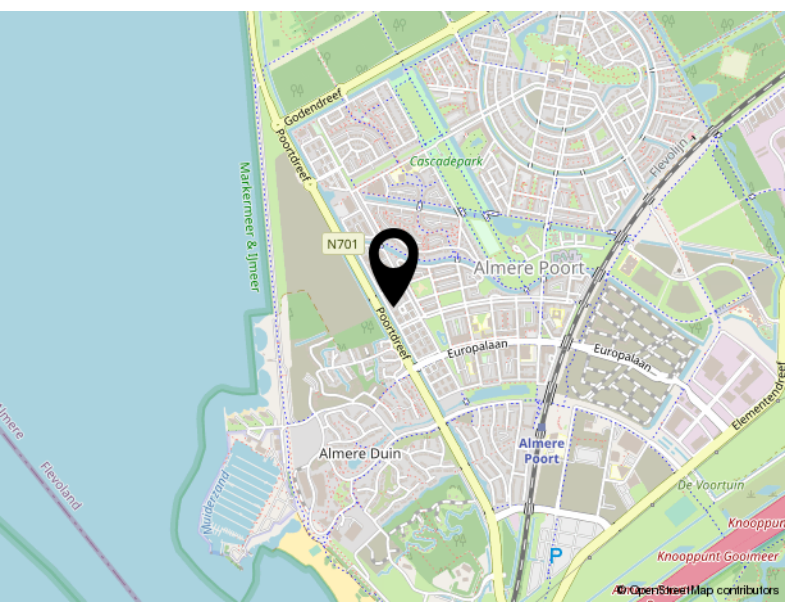 Godendreef
Poortdreef
Cascadepark
Flevolijn
Markermeer & IJmeer
N701
Almere Poort
Poortdreef
Europalaan
Europalaan
Elementendreef
Almere Duin
Almere
Poort
Almere
Flevoland
Muiderzand
De Voortuin
Knooppunt Gooimeer
P
© OpenStreetMap contributors